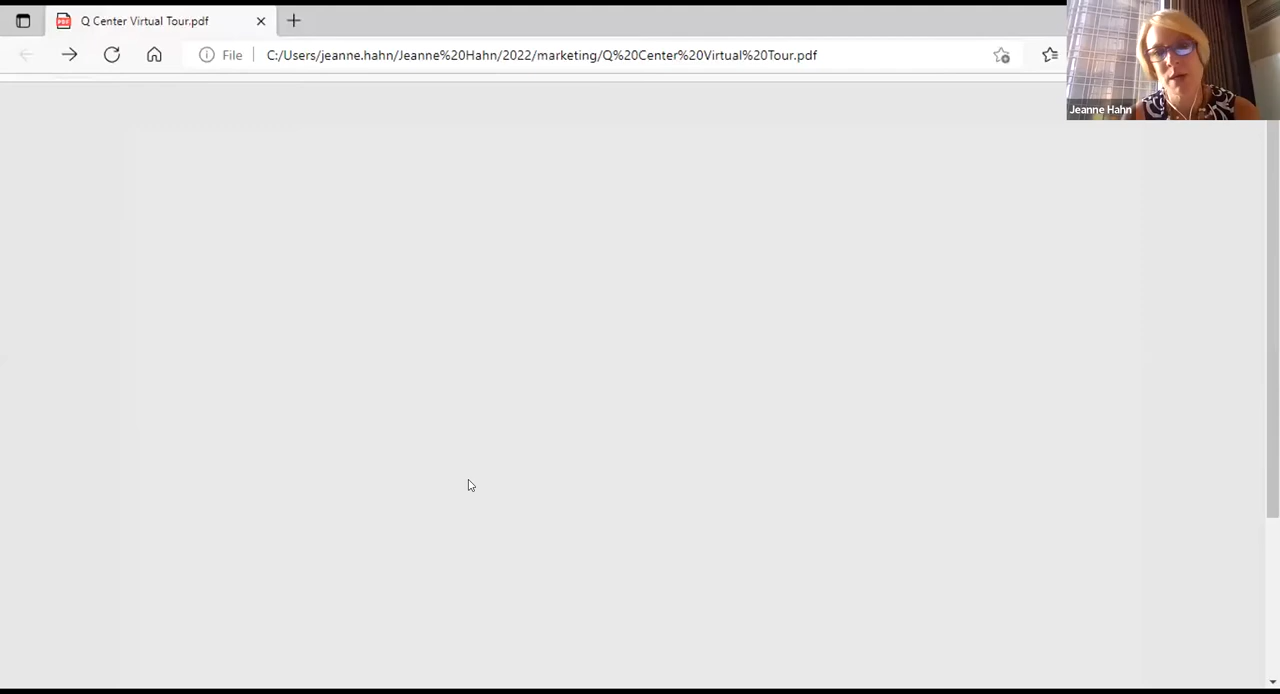 Q Center Virtual Tour.pdf
File
C:/Users/jeanne.hahn/Jeanne%20Hahn/2022/marketing/Q%20Center%20Virtual%20Tour.pdf
Jeanne Hahn